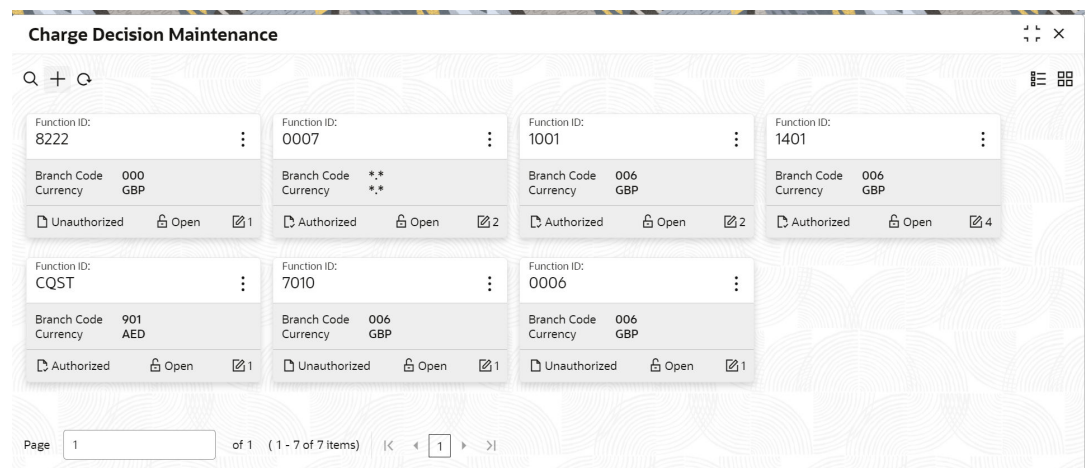 Charge Decision Maintenance
Function ID:
8222
Branch Code 000
Currency GBP
Unauthorized Open 1
Function ID:
0007
Branch Code *.*
Currency *.*
Authorized Open 2
Function ID:
1001
Branch Code 006
Currency GBP
Authorized Open 2
Function ID:
1401
Branch Code 006
Currency GBP
Authorized Open 4
Function ID:
CQST
Branch Code 901
Currency AED
Authorized Open 1
Function ID:
7010
Branch Code 006
Currency GBP
Unauthorized Open 1
Function ID:
0006
Branch Code 006
Currency GBP
Unauthorized Open 1
Page 1 of 1 ( 1 - 7 of 7 items) 1